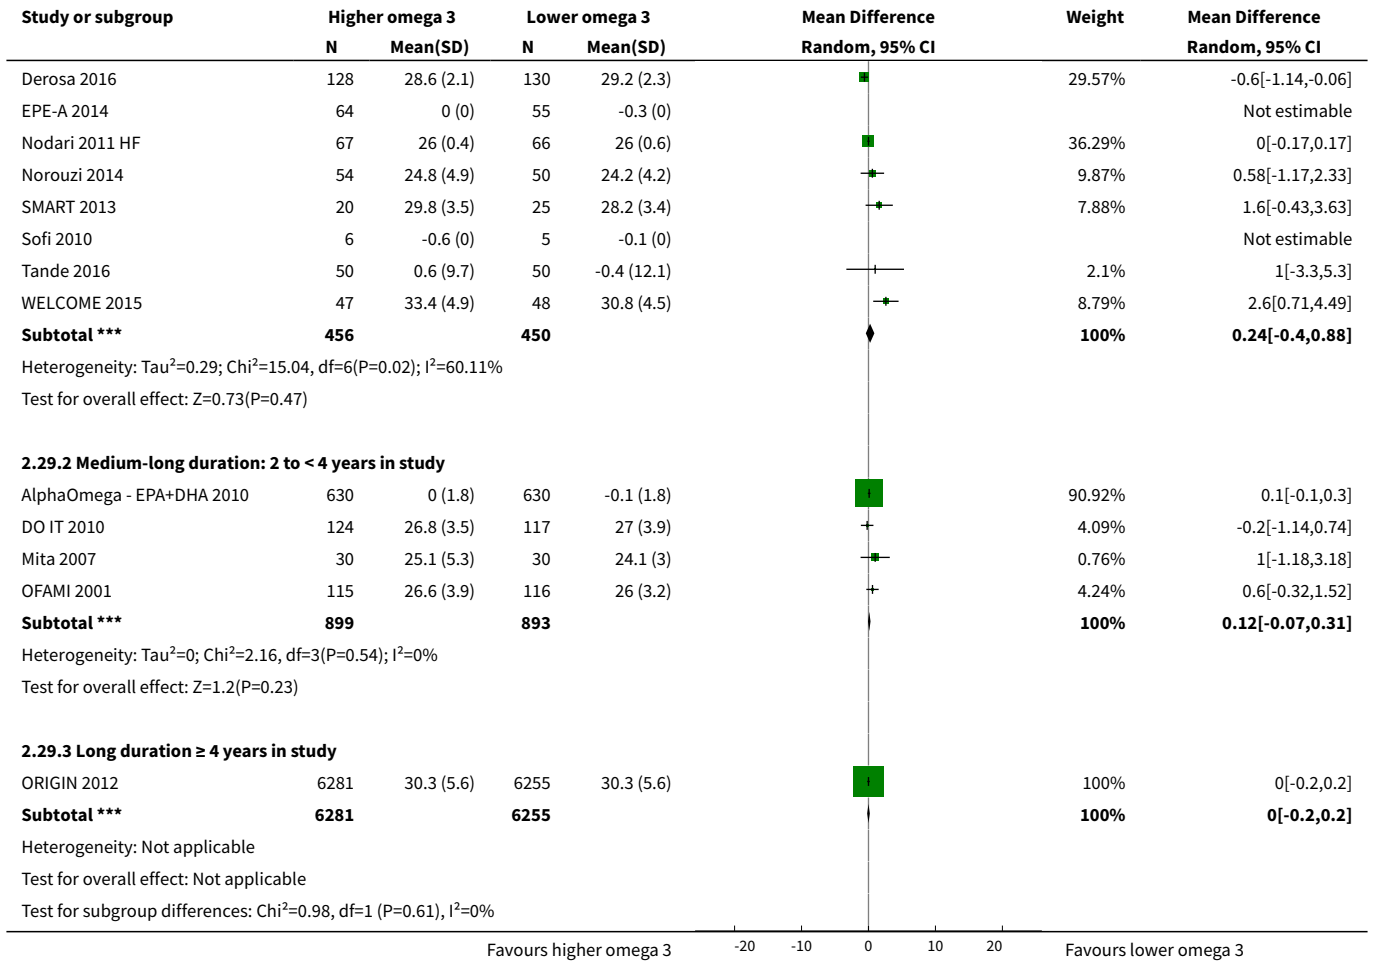 Study or subgroup Higher omega 3 Lower omega 3 Mean Difference Weight Mean Difference
N Mean(SD) N Mean(SD) Random, 95% CI Random, 95% CI
Derosa 2016 128 28.6 (2.1) 130 29.2 (2.3) 29.57% -0.6[-1.14,-0.06]
EPE-A 2014 64 0 (0) 55 -0.3 (0) Not estimable
Nodari 2011 HF 67 26 (0.4) 66 26 (0.6) 36.29% 0[-0.17,0.17]
Norouzi 2014 54 24.8 (4.9) 50 24.2 (4.2) 9.87% 0.58[-1.17,2.33]
SMART 2013 20 29.8 (3.5) 25 28.2 (3.4) 7.88% 1.6[-0.43,3.63]
Sofi 2010 6 -0.6 (0) 5 -0.1 (0) Not estimable
Tande 2016 50 0.6 (9.7) 50 -0.4 (12.1) 2.1% 1[-3.3,5.3]
WELCOME 2015 47 33.4 (4.9) 48 30.8 (4.5) 8.79% 2.6[0.71,4.49]
Subtotal *** 456 450 100% 0.24[-0.4,0.88]
Heterogeneity: Tau²=0.29; Chi²=15.04, df=6(P=0.02); I²=60.11%
Test for overall effect: Z=0.73(P=0.47)
2.29.2 Medium-long duration: 2 to < 4 years in study
AlphaOmega - EPA+DHA 2010 630 0 (1.8) 630 -0.1 (1.8) 90.92% 0.1[-0.1,0.3]
DO IT 2010 124 26.8 (3.5) 117 27 (3.9) 4.09% -0.2[-1.14,0.74]
Mita 2007 30 25.1 (5.3) 30 24.1 (3) 0.76% 1[-1.18,3.18]
OFAMI 2001 115 26.6 (3.9) 116 26 (3.2) 4.24% 0.6[-0.32,1.52]
Subtotal *** 899 893 100% 0.12[-0.07,0.31]
Heterogeneity: Tau²=0; Chi²=2.16, df=3(P=0.54); I²=0%
Test for overall effect: Z=1.2(P=0.23)
2.29.3 Long duration ≥ 4 years in study
ORIGIN 2012 6281 30.3 (5.6) 6255 30.3 (5.6) 100% 0[-0.2,0.2]
Subtotal *** 6281 6255 100% 0[-0.2,0.2]
Heterogeneity: Not applicable
Test for overall effect: Not applicable
Test for subgroup differences: Chi²=0.98, df=1 (P=0.61), I²=0%
Favours higher omega 3 -20 -10 0 10 20 Favours lower omega 3